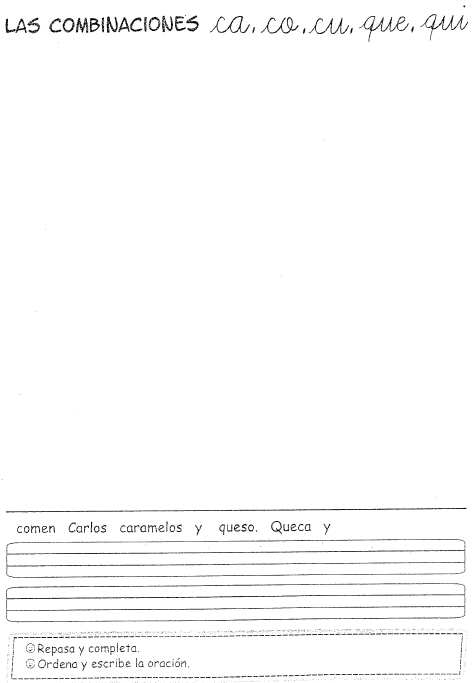 LAS COMBINACIONES ca, co, cu, que, qui
comen Carlos caramelos y queso. Queca y
☺Repasa y completa.
☺Ordena y escribe la oración.